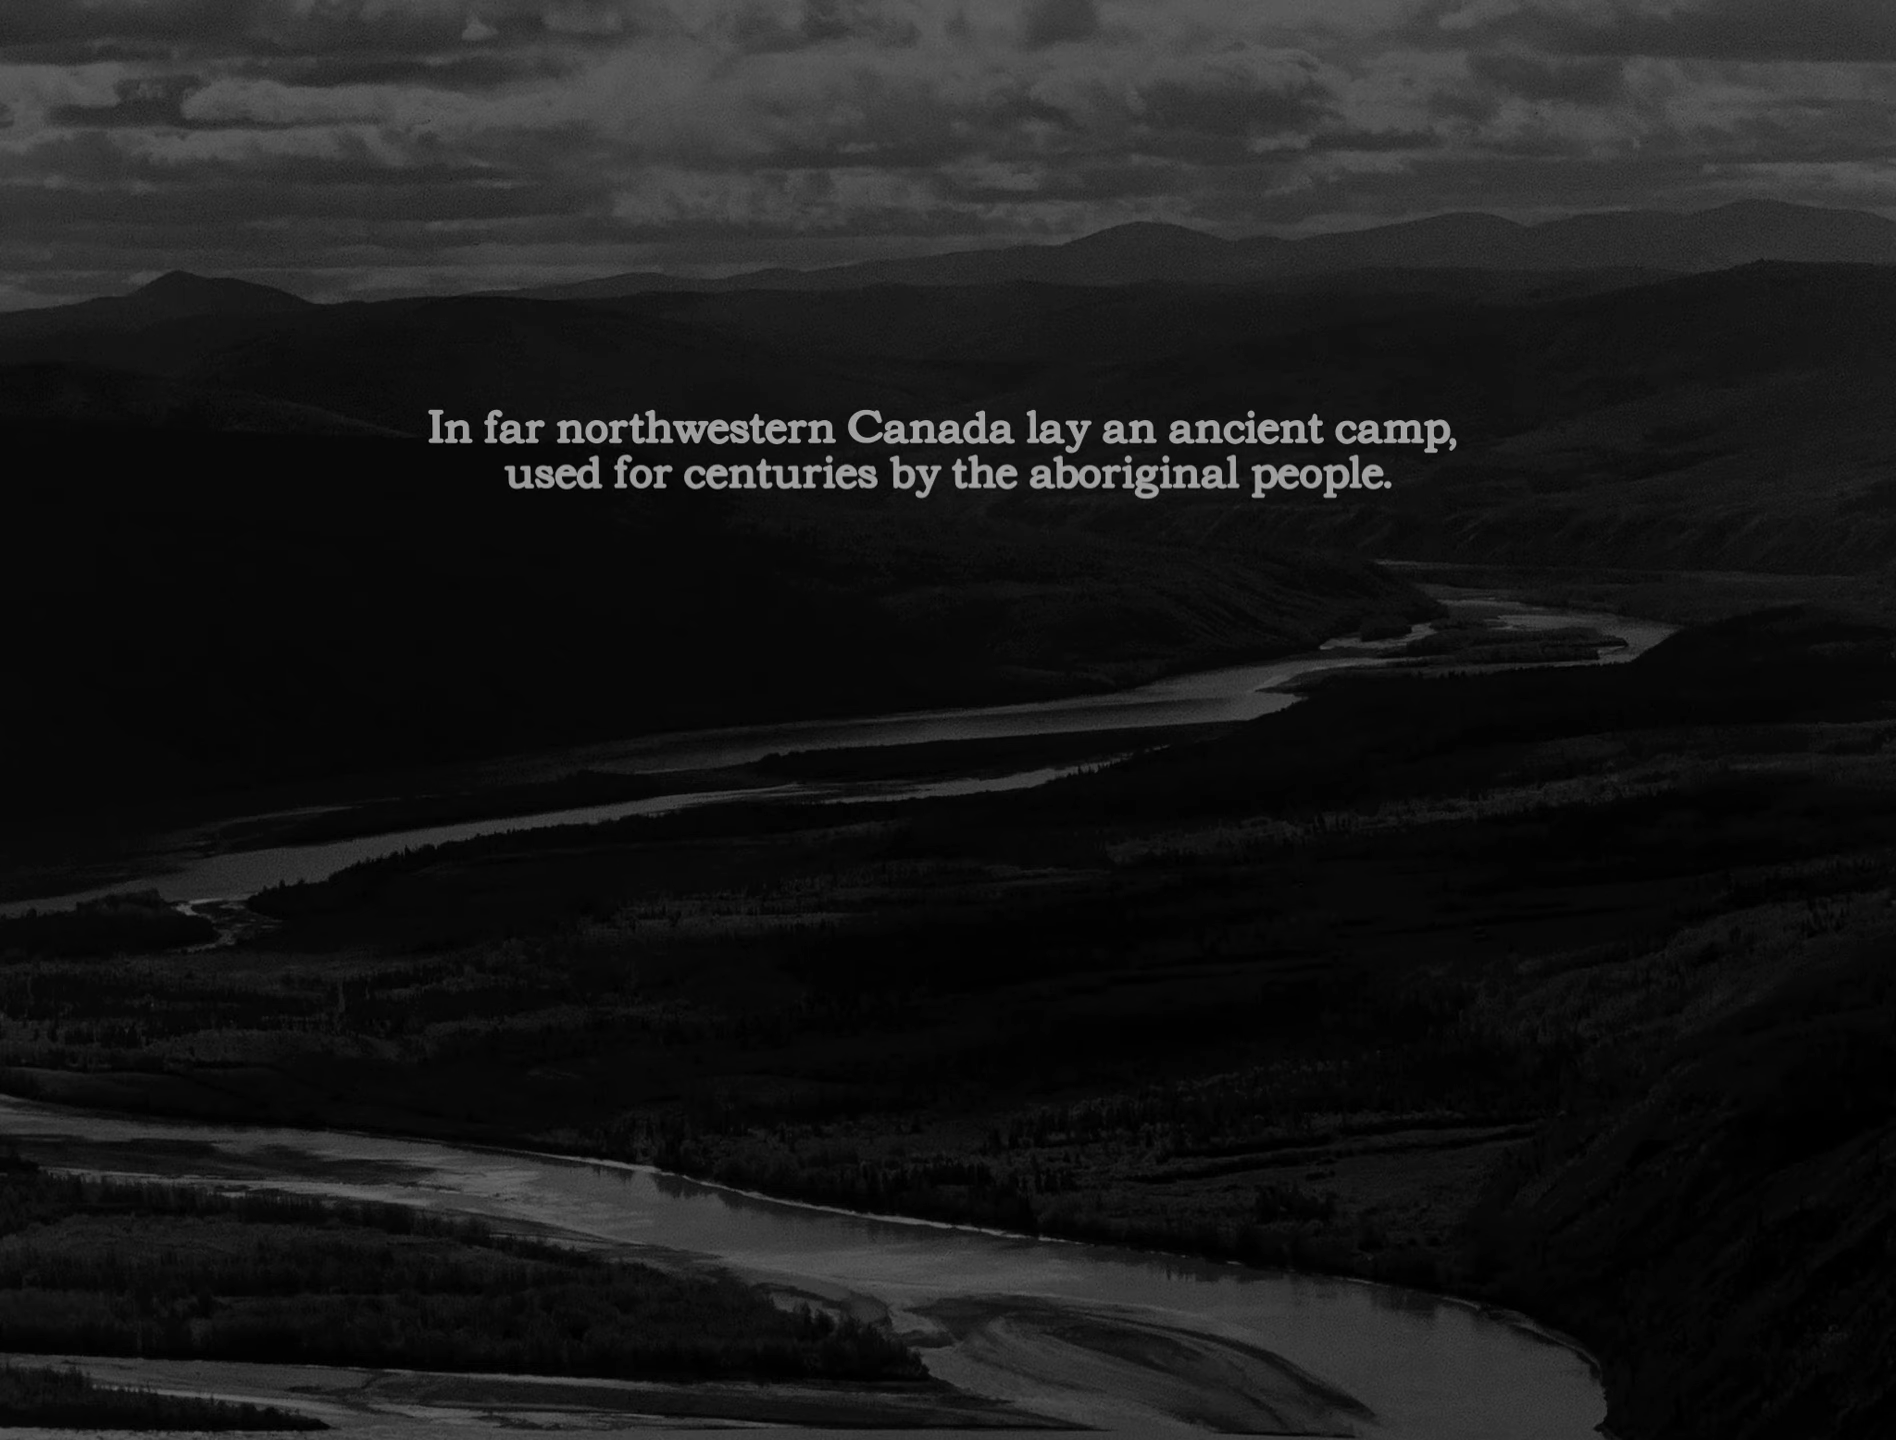 In far northwestern Canada lay an ancient camp,
used for centuries by the aboriginal people.